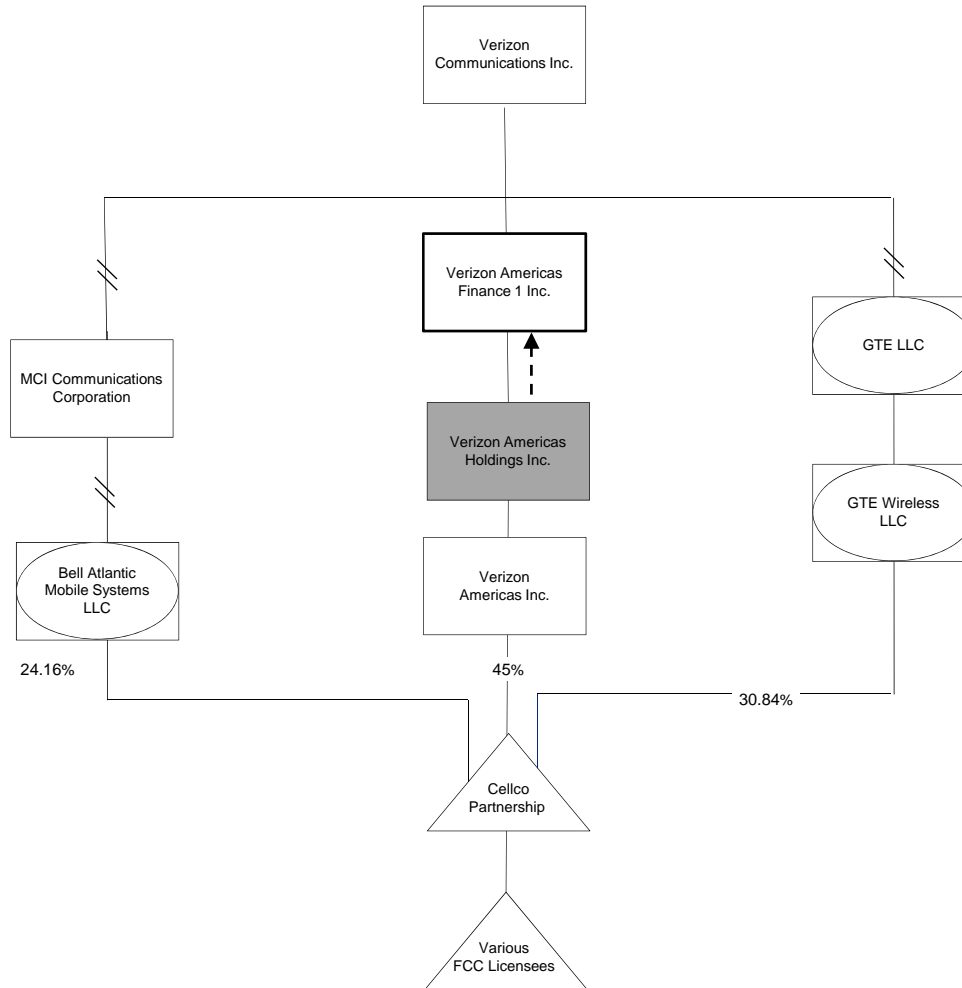 Verizon
Communications Inc.
Verizon Americas
Finance 1 Inc.
MCI Communications
Corporation
GTE LLC
Verizon Americas
Holdings Inc.
GTE Wireless
LLC
Bell Atlantic
Mobile Systems
LLC
Verizon
Americas Inc.
24.16%
45%
30.84%
Cellco
Partnership
Various
FCC Licensees